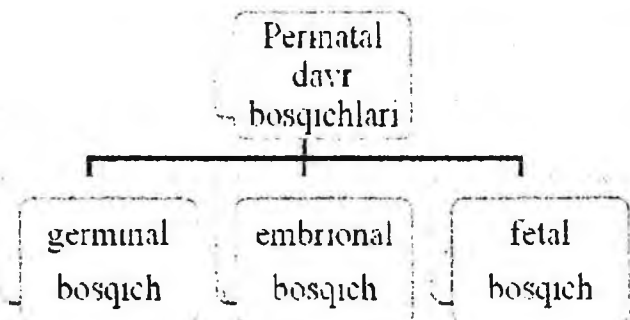 Perinatal
davr
bosqichlari
germinal
bosqich
embrional
bosqich
fetal
bosqich